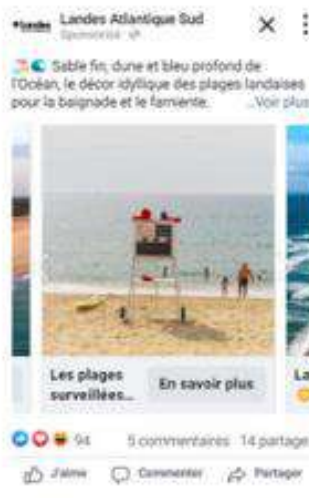 Landes Atlantique Sud
Sponsorisé
Sable fin, dune et bleu profond de
l'Océan, le décor idyllique des plages landaises
pour la baignade et le farniente. ...Voir plus
Les plages
surveillées...
En savoir plus
La
94
5 commentaires 14 partage
J'aime
Commenter
Partager